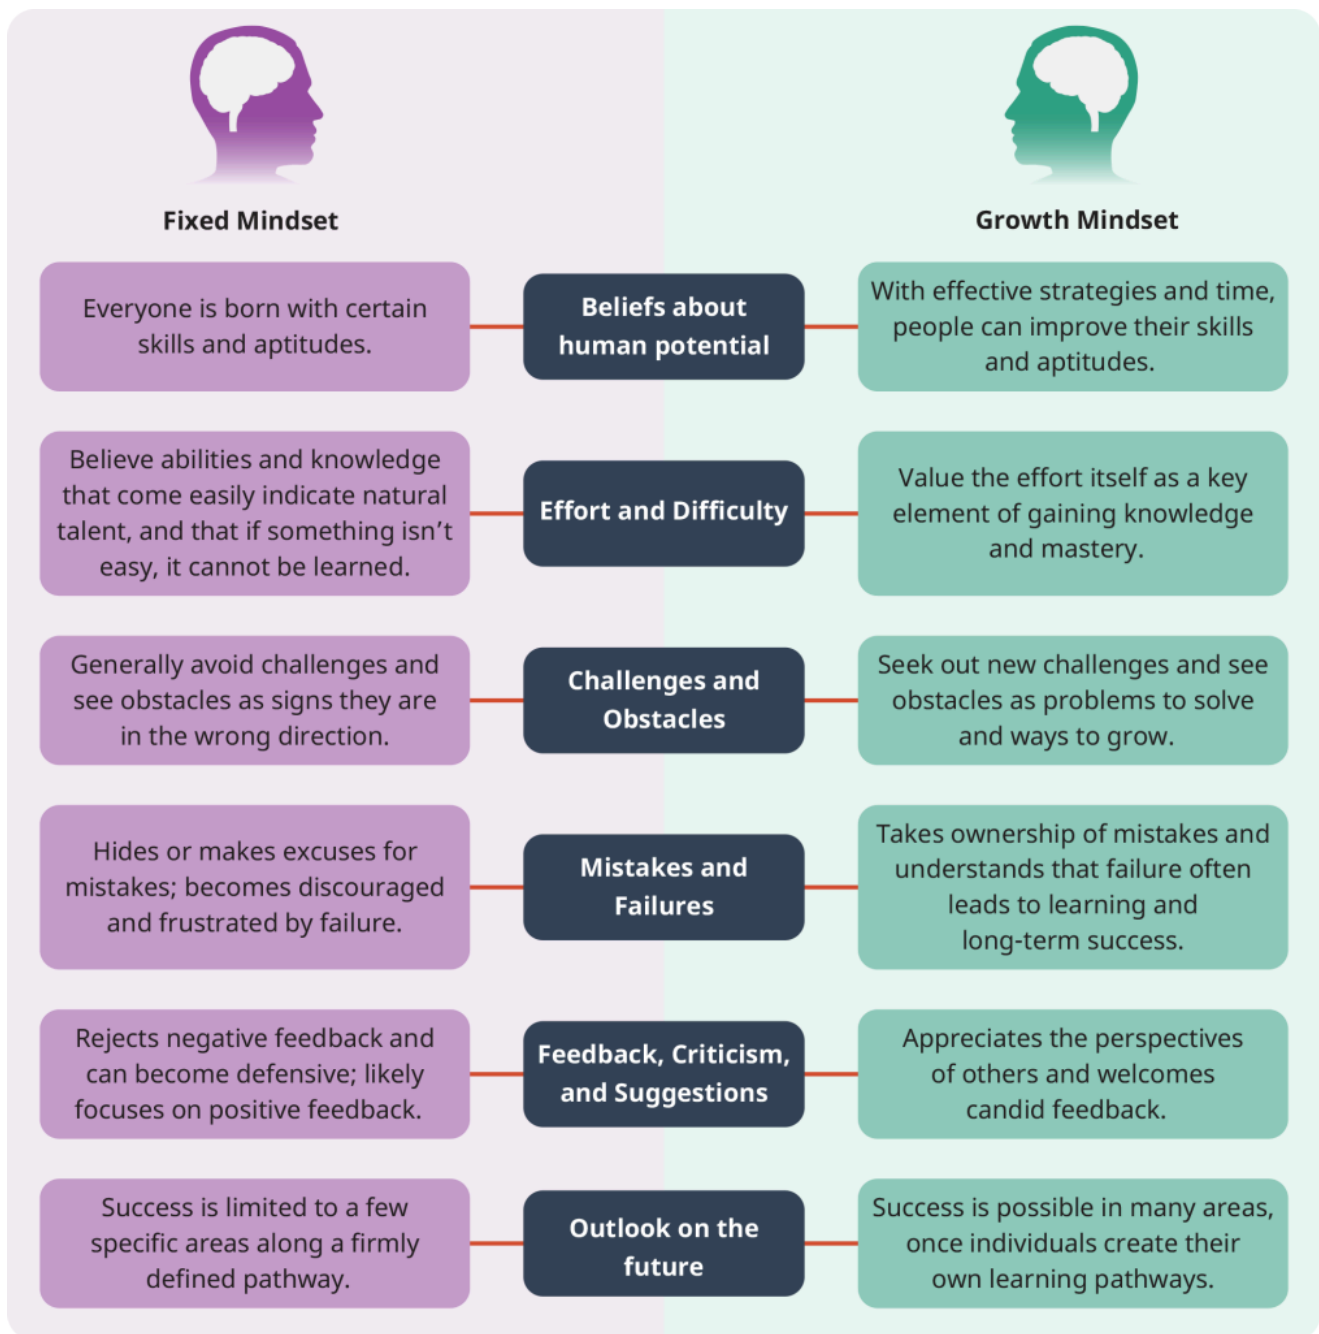 Fixed Mindset
Growth Mindset
Everyone is born with certain
skills and aptitudes.
Beliefs about
human potential
With effective strategies and time,
people can improve their skills
and aptitudes.
Believe abilities and knowledge
that come easily indicate natural
talent, and that if something isn’t
easy, it cannot be learned.
Effort and Difficulty
Value the effort itself as a key
element of gaining knowledge
and mastery.
Generally avoid challenges and
see obstacles as signs they are
in the wrong direction.
Challenges and
Obstacles
Seek out new challenges and see
obstacles as problems to solve
and ways to grow.
Hides or makes excuses for
mistakes; becomes discouraged
and frustrated by failure.
Mistakes and
Failures
Takes ownership of mistakes and
understands that failure often
leads to learning and
long-term success.
Rejects negative feedback and
can become defensive; likely
focuses on positive feedback.
Feedback, Criticism,
and Suggestions
Appreciates the perspectives
of others and welcomes
candid feedback.
Success is limited to a few
specific areas along a firmly
defined pathway.
Outlook on the
future
Success is possible in many areas,
once individuals create their
own learning pathways.